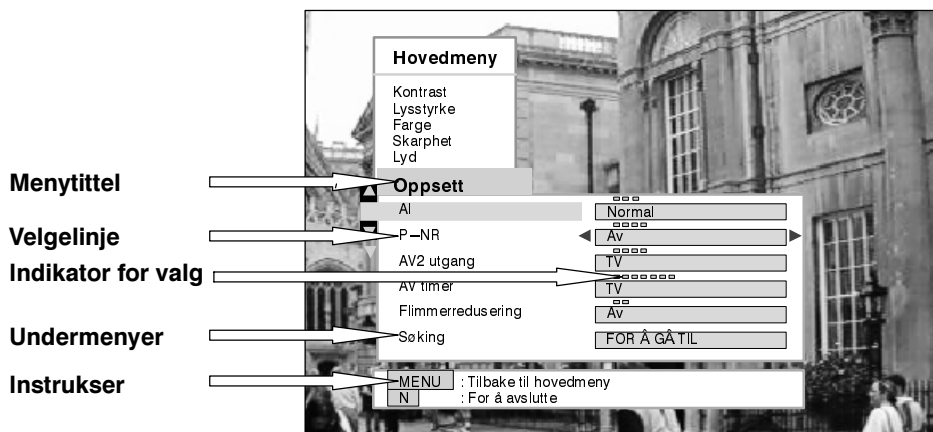 Hovedmeny
Kontrast
Lysstyrke
Farge
Skarphet
Lyd
Menytittel
Oppsett
AI
Normal
Velgelinje
P–NR
Av
Indikator for valg
AV2 utgang
TV
AV timer
TV
Flimmerredusering
Av
Undermenyer
Søking
FOR Å GÅ TIL
Instrukser
MENU : Tilbake til hovedmeny
N : For å avslutte